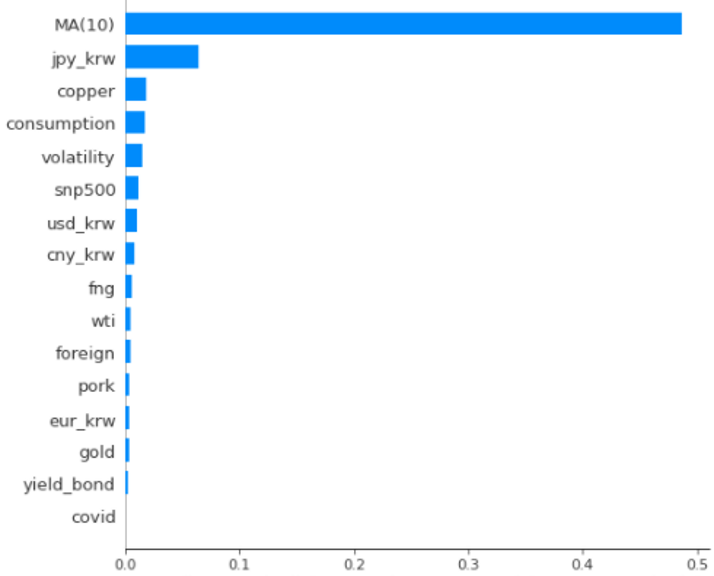 MA(10)
jpy_krw
copper
consumption
volatility
snp500
usd_krw
cny_krw
fng
wti
foreign
pork
eur_krw
gold
yield_bond
covid
0.0 0.1 0.2 0.3 0.4 0.5